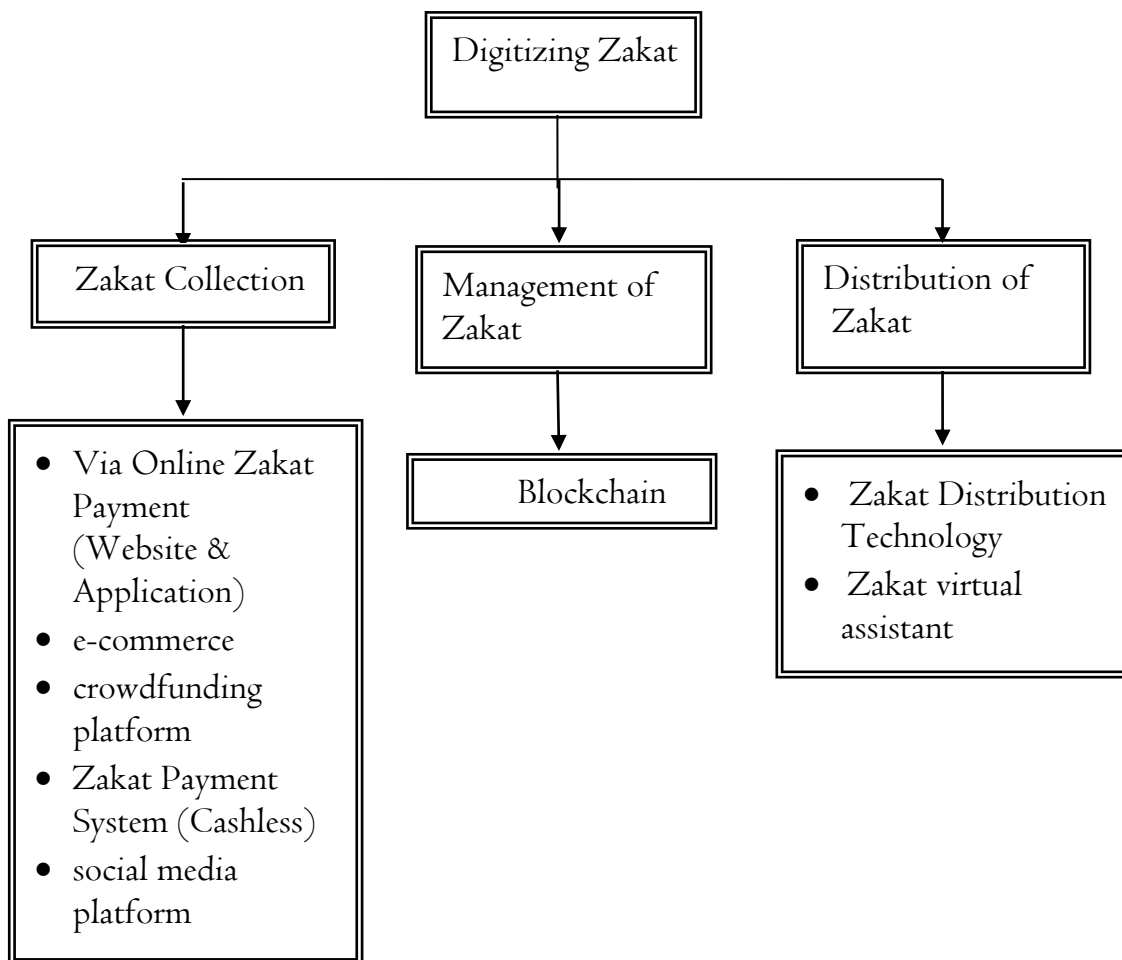 Digitizing Zakat
Zakat Collection
Management of
Zakat
Distribution of
Zakat
• Via Online Zakat
Payment
(Website &
Application)
• e-commerce
• crowdfunding
platform
• Zakat Payment
System (Cashless)
• social media
platform
Blockchain
• Zakat Distribution
Technology
• Zakat virtual
assistant